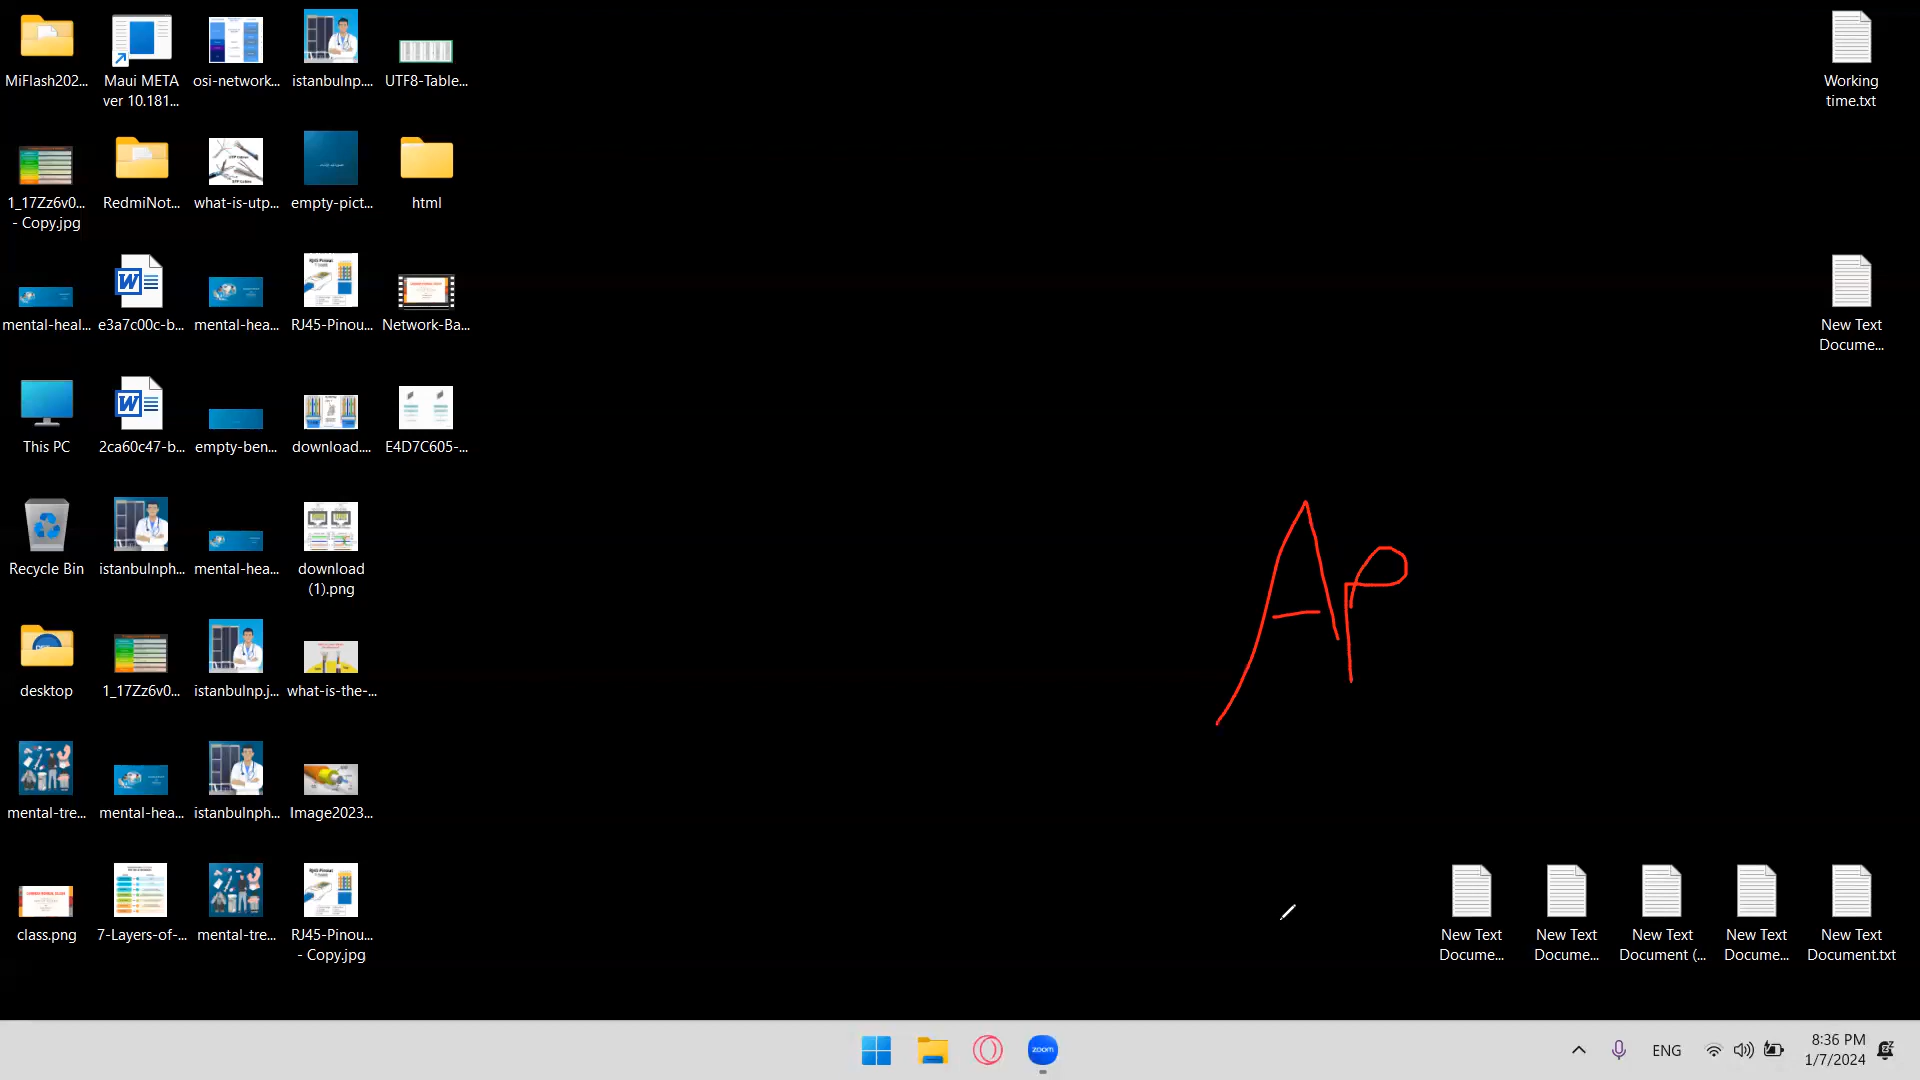 MiFlash202...
Maui META
ver 10.181...
osi-network...
istanbulnp....
UTF8-Table...
Working
time.txt
1_17Zz6v0...
- Copy.jpg
RedmiNot...
what-is-utp...
empty-pict...
html
mental-heal...
e3a7c00c-b...
mental-hea...
RJ45-Pinou...
Network-Ba...
New Text
Docume...
This PC
2ca60c47-b...
empty-ben...
download....
E4D7C605-...
AP
Recycle Bin
istanbulnph...
mental-hea...
download
(1).png
desktop
1_17Zz6v0...
istanbulnp.j...
what-is-the-...
mental-tre...
mental-hea...
istanbulnph...
Image2023...
class.png
7-Layers-of-...
mental-tre...
RJ45-Pinou...
- Copy.jpg
New Text
Docume...
New Text
Docume...
New Text
Document (...
New Text
Docume...
New Text
Document.txt
zoom
ENG
8:36 PM
1/7/2024